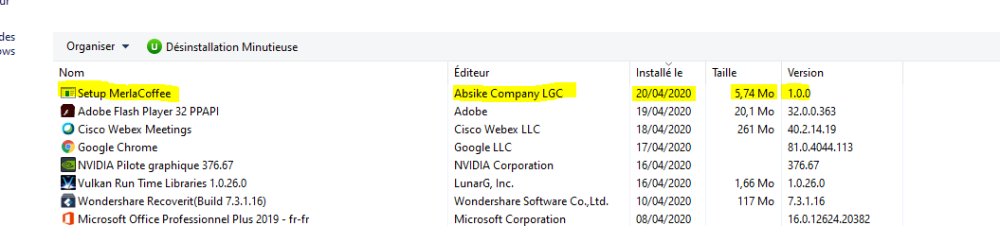 ur
des
ows
Organiser Désinstallation Minutieuse
Nom Éditeur Installé le Taille Version
Setup MerlaCoffee Absike Company LGC 20/04/2020 5,74 Mo 1.0.0
Adobe Flash Player 32 PPAPI Adobe 19/04/2020 20,1 Mo 32.0.0.363
Cisco Webex Meetings Cisco Webex LLC 18/04/2020 261 Mo 40.2.14.19
Google Chrome Google LLC 17/04/2020 81.0.4044.113
NVIDIA Pilote graphique 376.67 NVIDIA Corporation 16/04/2020 376.67
Vulkan Run Time Libraries 1.0.26.0 LunarG, Inc. 16/04/2020 1,66 Mo 1.0.26.0
Wondershare Recoverit(Build 7.3.1.16) Wondershare Software Co.,Ltd. 10/04/2020 117 Mo 7.3.1.16
Microsoft Office Professionnel Plus 2019 - fr-fr Microsoft Corporation 08/04/2020 16.0.12624.20382